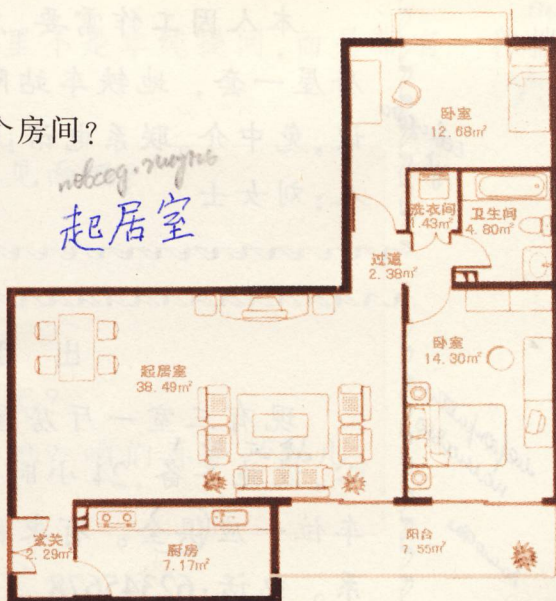 个房间?
起居室
卧室
12.68m²
洗衣间
1.43m²
卫生间
4.80m²
过道
2.38m²
起居室
38.49m²
卧室
14.30m²
玄关
2.29m²
厨房
7.17m²
阳台
7.55m²